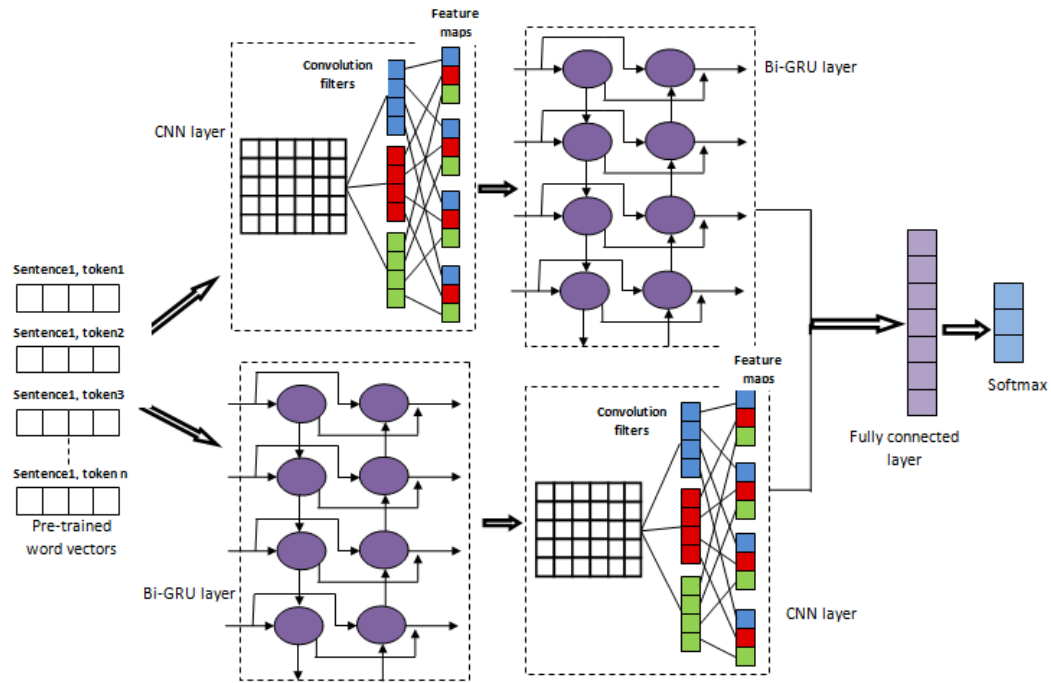 Feature
maps
Convolution
filters
CNN layer
Bi-GRU layer
Sentence1, token1
Sentence1, token2
Sentence1, token3
Sentence1, token n
Pre-trained
word vectors
Bi-GRU layer
Feature
maps
Convolution
filters
CNN layer
Fully connected
layer
Softmax